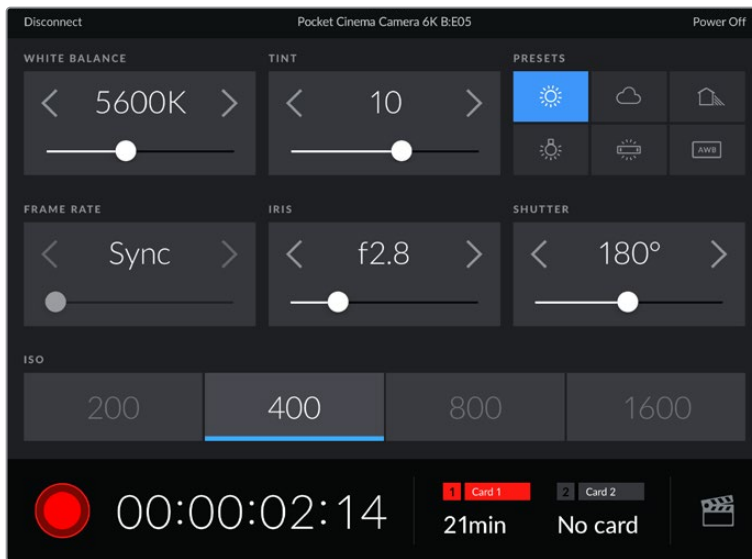 Disconnect Pocket Cinema Camera 6K B:E05 Power Off
WHITE BALANCE TINT PRESETS
5600K 10
AWB
FRAME RATE IRIS SHUTTER
Sync f2.8 180°
ISO
200 400 800 1600
1 Card 1 2 Card 2
00:00:02:14 21min No card